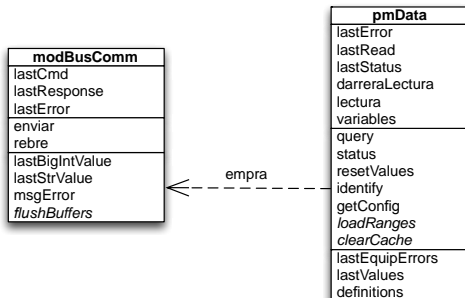 modBusComm
lastCmd
lastResponse
lastError
enviar
rebre
lastBigIntValue
lastStrValue
msgError
flushBuffers
empra
pmData
lastError
lastRead
lastStatus
darreraLectura
lectura
variables
query
status
resetValues
identify
getConfig
loadRanges
clearCache
lastEquipErrors
lastValues
definitions